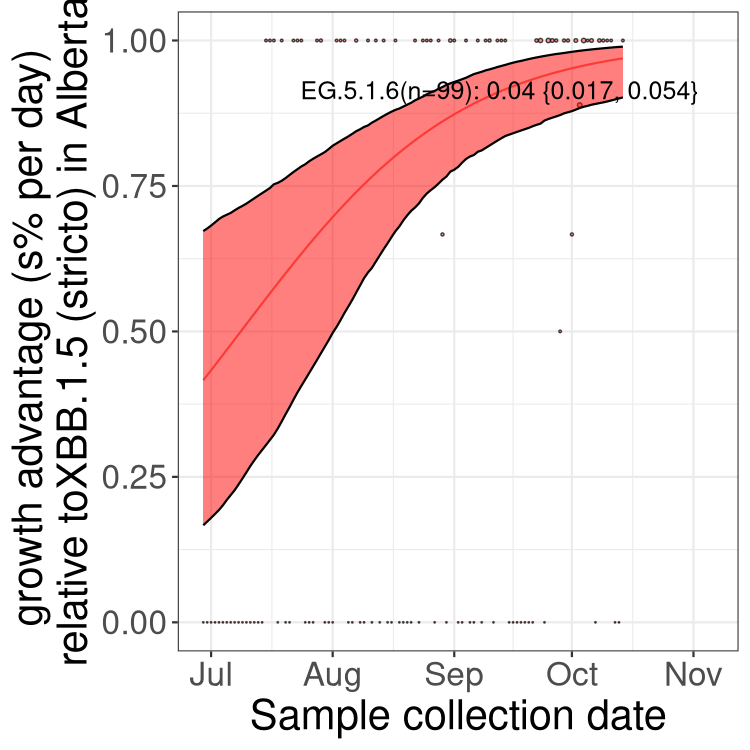 growth advantage (s% per day)
relative toXBB.1.5 (stricto) in Alberta
1.00
0.75
0.50
0.25
0.00
EG.5.1.6(n=99): 0.04 {0.017, 0.054}
Jul Aug Sep Oct Nov
Sample collection date